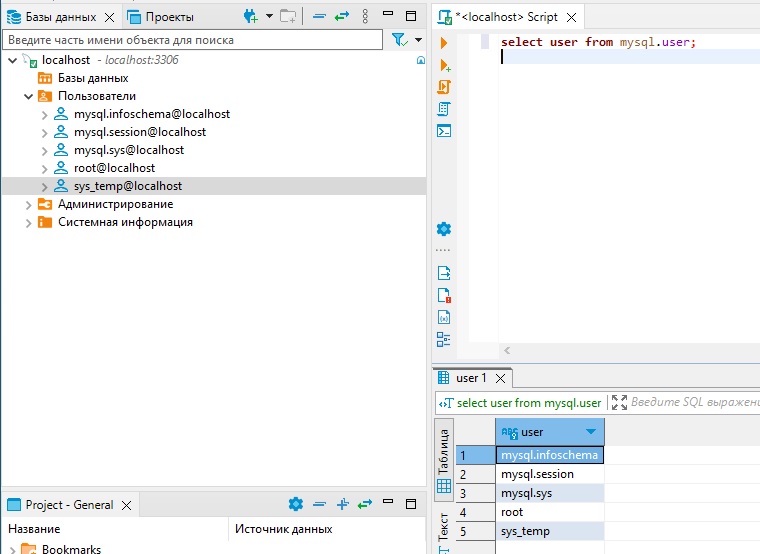 Базы данных
Проекты
Введите часть имени объекта для поиска
localhost - localhost:3306
Базы данных
Пользователи
mysql.infoschema@localhost
mysql.session@localhost
mysql.sys@localhost
root@localhost
sys_temp@localhost
Администрирование
Системная информация
Project - General
Название Источник данных
Bookmarks
*<localhost> Script
select user from mysql.user;
user 1
select user from mysql.user Введите SQL выражени
Таблица
Текст
ABC user
1 mysql.infoschema
2 mysql.session
3 mysql.sys
4 root
5 sys_temp